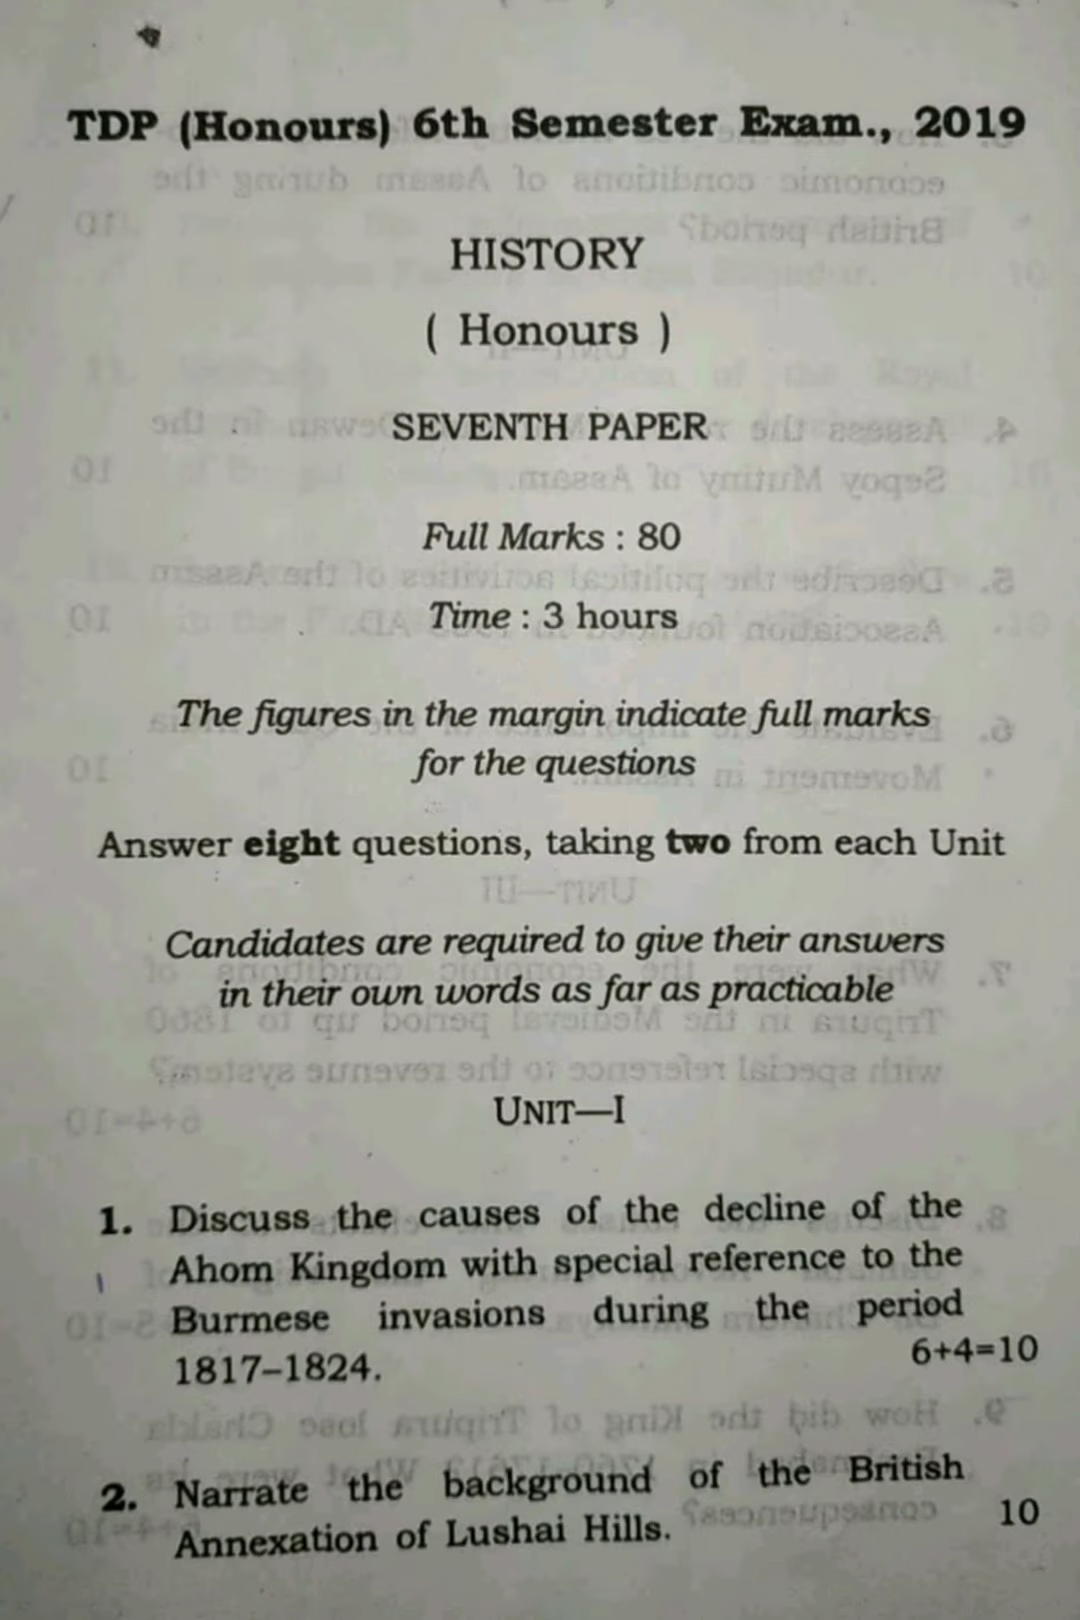 TDP (Honours) 6th Semester Exam., 2019
HISTORY
( Honours )
SEVENTH PAPER
Full Marks : 80
Time : 3 hours
The figures in the margin indicate full marks
for the questions
Answer eight questions, taking two from each Unit
Candidates are required to give their answers
in their own words as far as practicable
UNIT—I
1. Discuss the causes of the decline of the
Ahom Kingdom with special reference to the
Burmese invasions during the period
1817–1824. 6+4=10
2. Narrate the background of the British
Annexation of Lushai Hills. 10